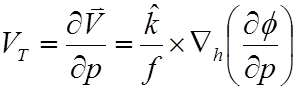 V_T = ∂V⃗/∂p = k̂/f × ∇_h (∂ϕ/∂p)